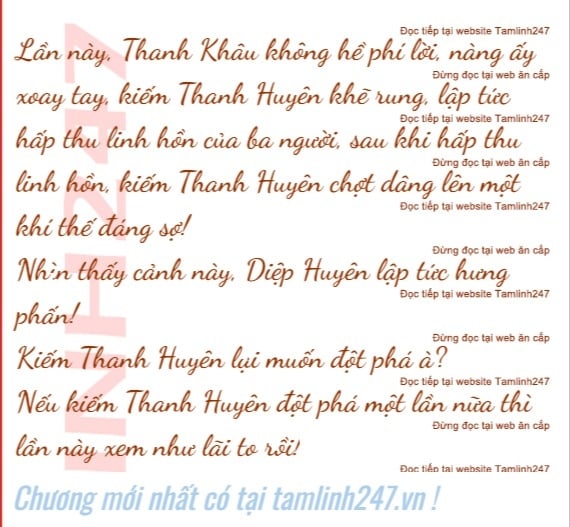 Đọc tiếp tại website Tamlinh247
Lần này, Thanh Khâu không hề phí lời, nàng ấy
Đừng đọc tại web ăn cắp
xoay tay, kiếm Thanh Huyên khẽ rung, lập tức
Đọc tiếp tại website Tamlinh247
hấp thu linh hồn của ba người, sau khi hấp thu
Đừng đọc tại web ăn cắp
linh hồn, kiếm Thanh Huyên chợt dâng lên một
Đọc tiếp tại website Tamlinh247
khí thế đáng sợ!
Đừng đọc tại web ăn cắp
Nhìn thấy cảnh này, Diệp Huyên lập tức hưng
Đọc tiếp tại website Tamlinh247
phấn!
Đừng đọc tại web ăn cắp
Kiếm Thanh Huyên lụi muốn đột phá à?
Đọc tiếp tại website Tamlinh247
Nếu kiếm Thanh Huyên đột phá một lần nữa thì
Đừng đọc tại web ăn cắp
lần này xem như lãi to rồi!
Đọc tiếp tại website Tamlinh247
INH247
Chương mới nhất có tại tamlinh247.vn !